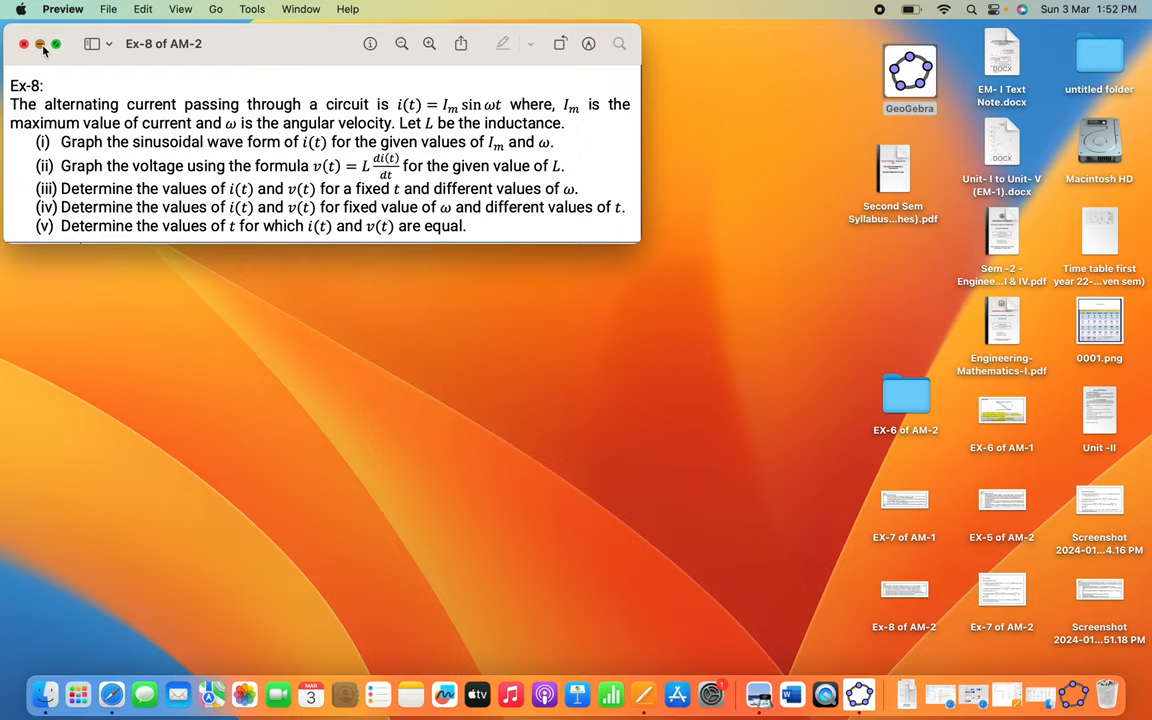 Preview File Edit View Go Tools Window Help Sun 3 Mar 1:52 PM
Ex-8 of AM-2
Ex-8:
The alternating current passing through a circuit is i(t) = I_m sin ωt where, I_m is the
maximum value of current and ω is the angular velocity. Let L be the inductance.
(i) Graph the sinusoidal wave form of i(t) for the given values of I_m and ω.
(ii) Graph the voltage using the formula v(t) = L di(t)/dt for the given value of L.
(iii) Determine the values of i(t) and v(t) for a fixed t and different values of ω.
(iv) Determine the values of i(t) and v(t) for fixed value of ω and different values of t.
(v) Determine the values of t for which i(t) and v(t) are equal.
GeoGebra
DOCX
EM- I Text
Note.docx
untitled folder
Second Sem
Syllabus...hes).pdf
DOCX
Unit- I to Unit- V
(EM-1).docx
Macintosh HD
Sem -2 -
Enginee...I & IV.pdf
Time table first
year 22-...ven sem)
Engineering-
Mathematics-I.pdf
0001.png
EX-6 of AM-2
EX-6 of AM-1
Unit -II
EX-7 of AM-1
EX-5 of AM-2
Screenshot
2024-01...4.16 PM
Ex-8 of AM-2
Ex-7 of AM-2
Screenshot
2024-01...51.18 PM
MAR
3
tv
1